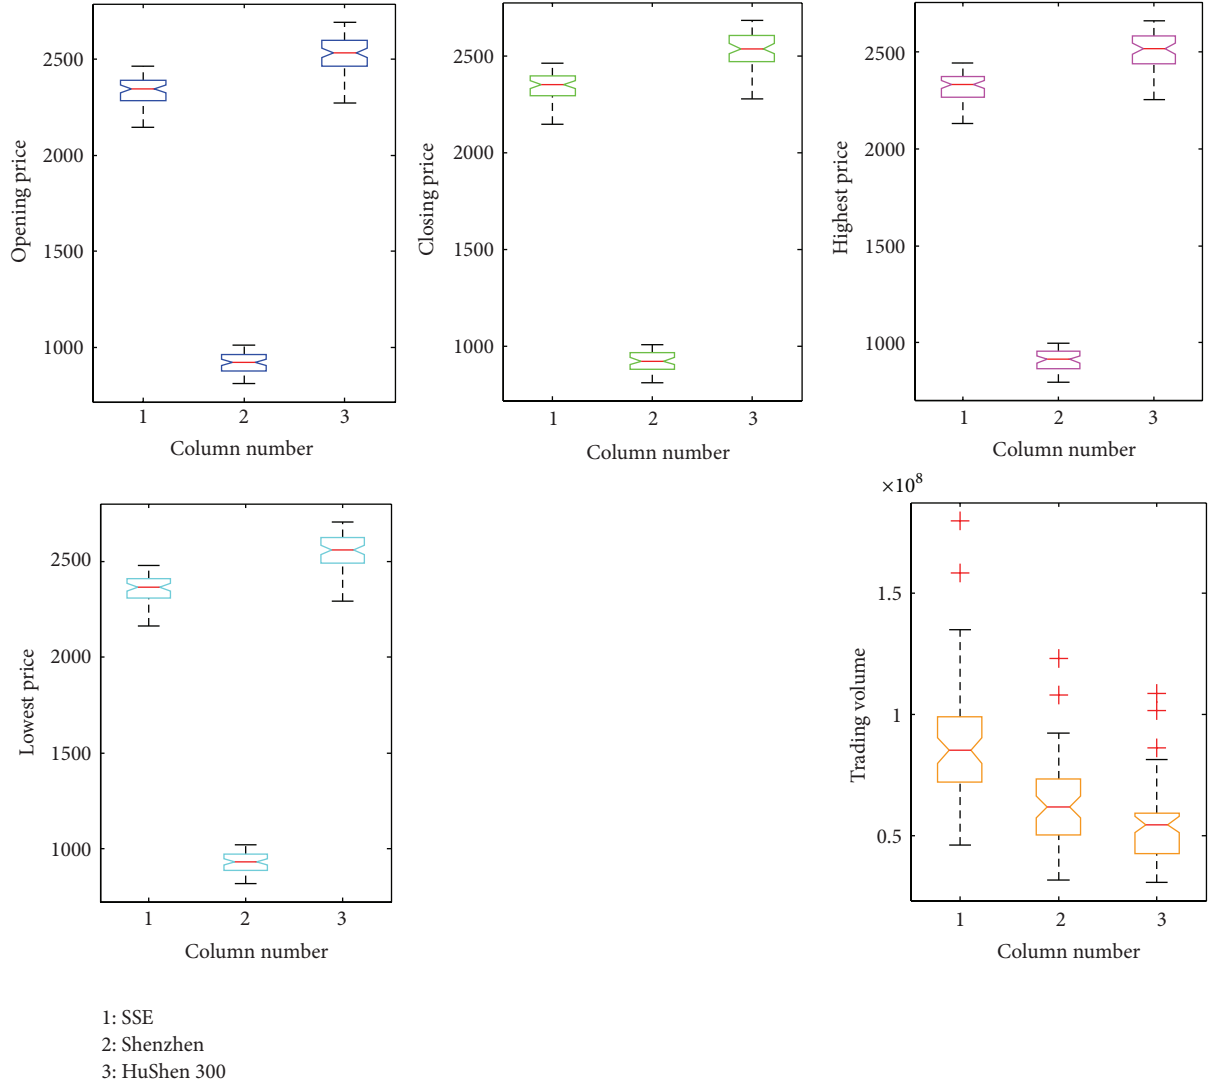 Opening price
2500
2000
1500
1000
1 2 3
Column number
Closing price
2500
2000
1500
1000
1 2 3
Column number
Highest price
2500
2000
1500
1000
1 2 3
Column number
Lowest price
2500
2000
1500
1000
1 2 3
Column number
×10⁸
Trading volume
1.5
1
0.5
1 2 3
Column number
1: SSE
2: Shenzhen
3: HuShen 300